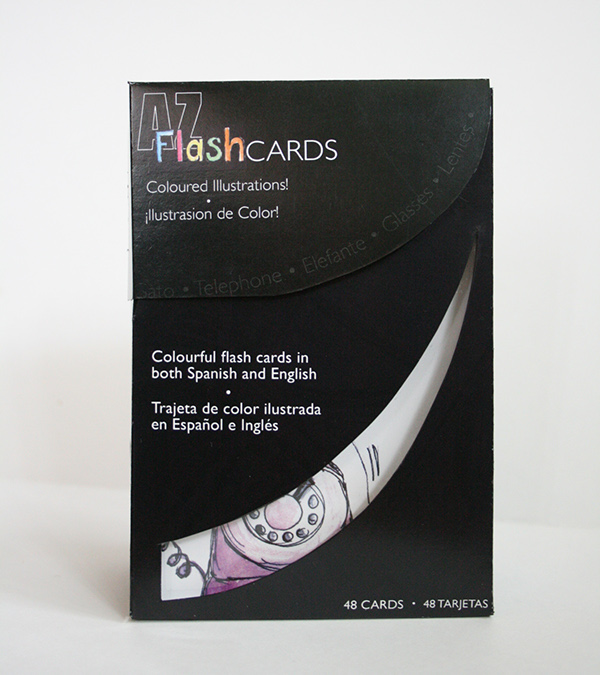 AZ
FlashCARDS
Coloured Illustrations!
•
¡Ilustrasion de Color!
Gato • Telephone • Elefante • Glasses • Lentes •
Colourful flash cards in
both Spanish and English
•
Trajeta de color ilustrada
en Español e Inglés
48 CARDS • 48 TARJETAS